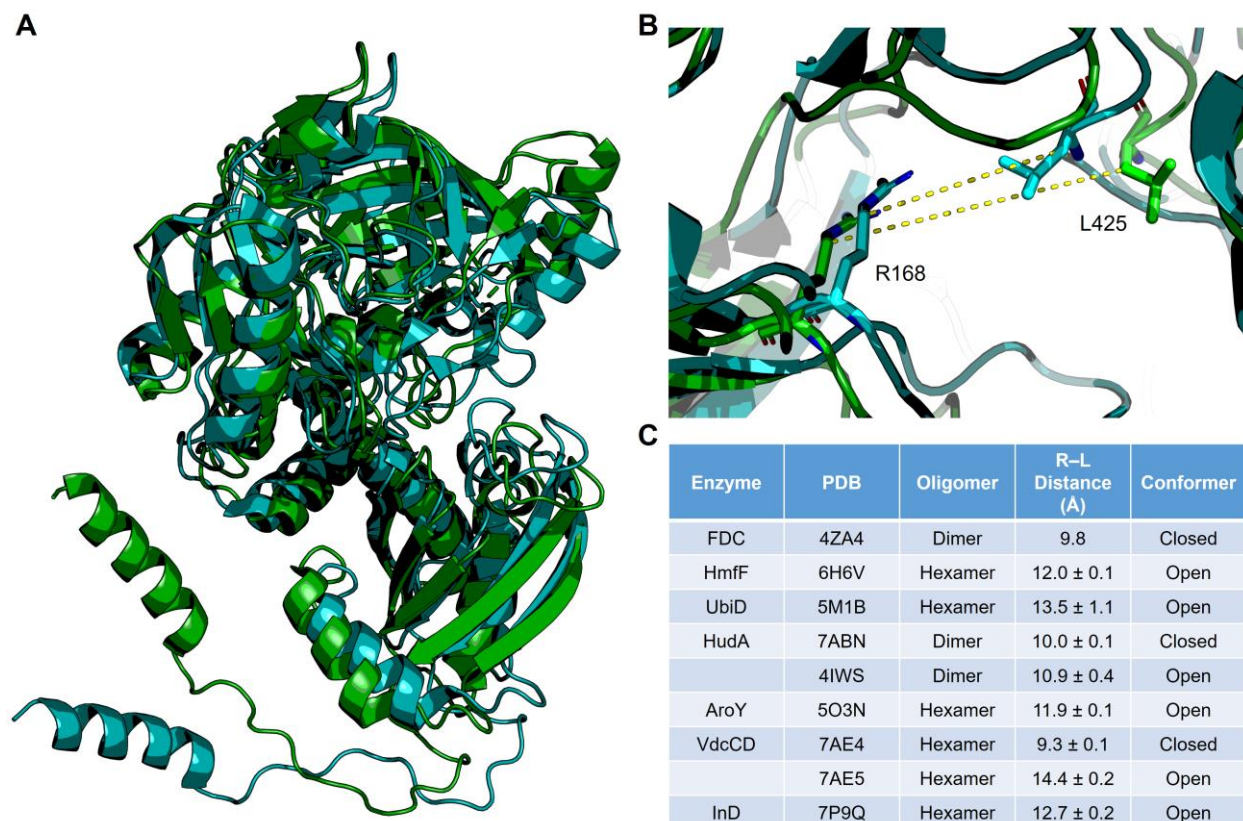 A
B
L425
R168
C
Enzyme PDB Oligomer R–L Distance (Å) Conformer
FDC 4ZA4 Dimer 9.8 Closed
HmfF 6H6V Hexamer 12.0 ± 0.1 Open
UbiD 5M1B Hexamer 13.5 ± 1.1 Open
HudA 7ABN Dimer 10.0 ± 0.1 Closed
4IWS Dimer 10.9 ± 0.4 Open
AroY 5O3N Hexamer 11.9 ± 0.1 Open
VdcCD 7AE4 Hexamer 9.3 ± 0.1 Closed
7AE5 Hexamer 14.4 ± 0.2 Open
InD 7P9Q Hexamer 12.7 ± 0.2 Open